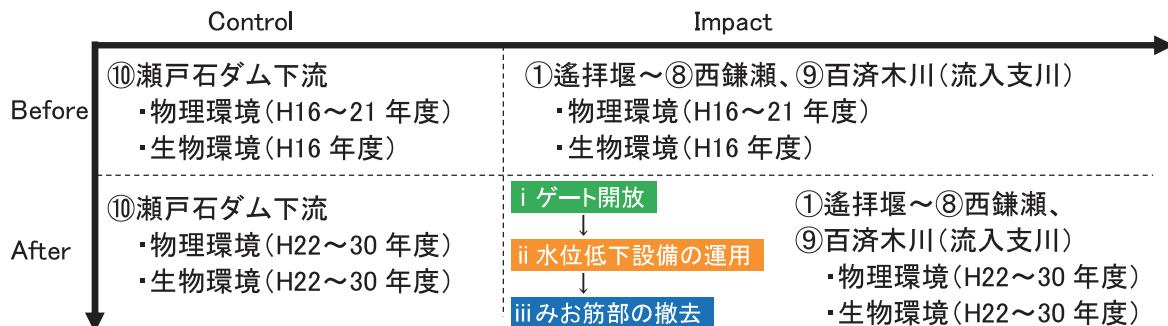 Control
Impact
Before
⑩瀬戸石ダム下流
・物理環境(H16～21 年度)
・生物環境(H16 年度)
①遙拝堰～⑧西鎌瀬、⑨百済木川(流入支川)
・物理環境(H16～21 年度)
・生物環境(H16 年度)
After
⑩瀬戸石ダム下流
・物理環境(H22～30 年度)
・生物環境(H22～30 年度)
ⅰゲート開放
↓
ⅱ水位低下設備の運用
↓
ⅲみお筋部の撤去
①遙拝堰～⑧西鎌瀬、
⑨百済木川(流入支川)
・物理環境(H22～30 年度)
・生物環境(H22～30 年度)